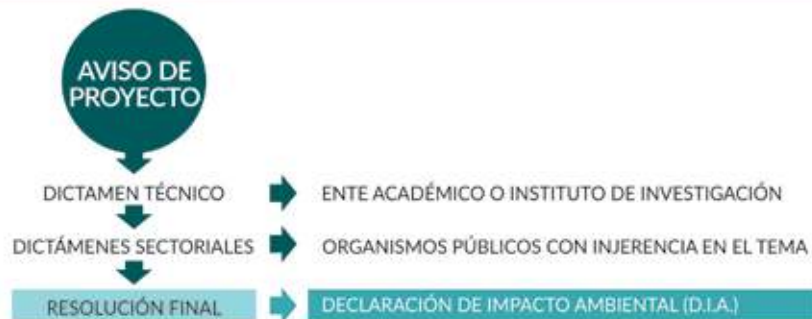 AVISO DE
PROYECTO
DICTAMEN TÉCNICO
ENTE ACADÉMICO O INSTITUTO DE INVESTIGACIÓN
DICTÁMENES SECTORIALES
ORGANISMOS PÚBLICOS CON INJERENCIA EN EL TEMA
RESOLUCIÓN FINAL
DECLARACIÓN DE IMPACTO AMBIENTAL (D.I.A.)